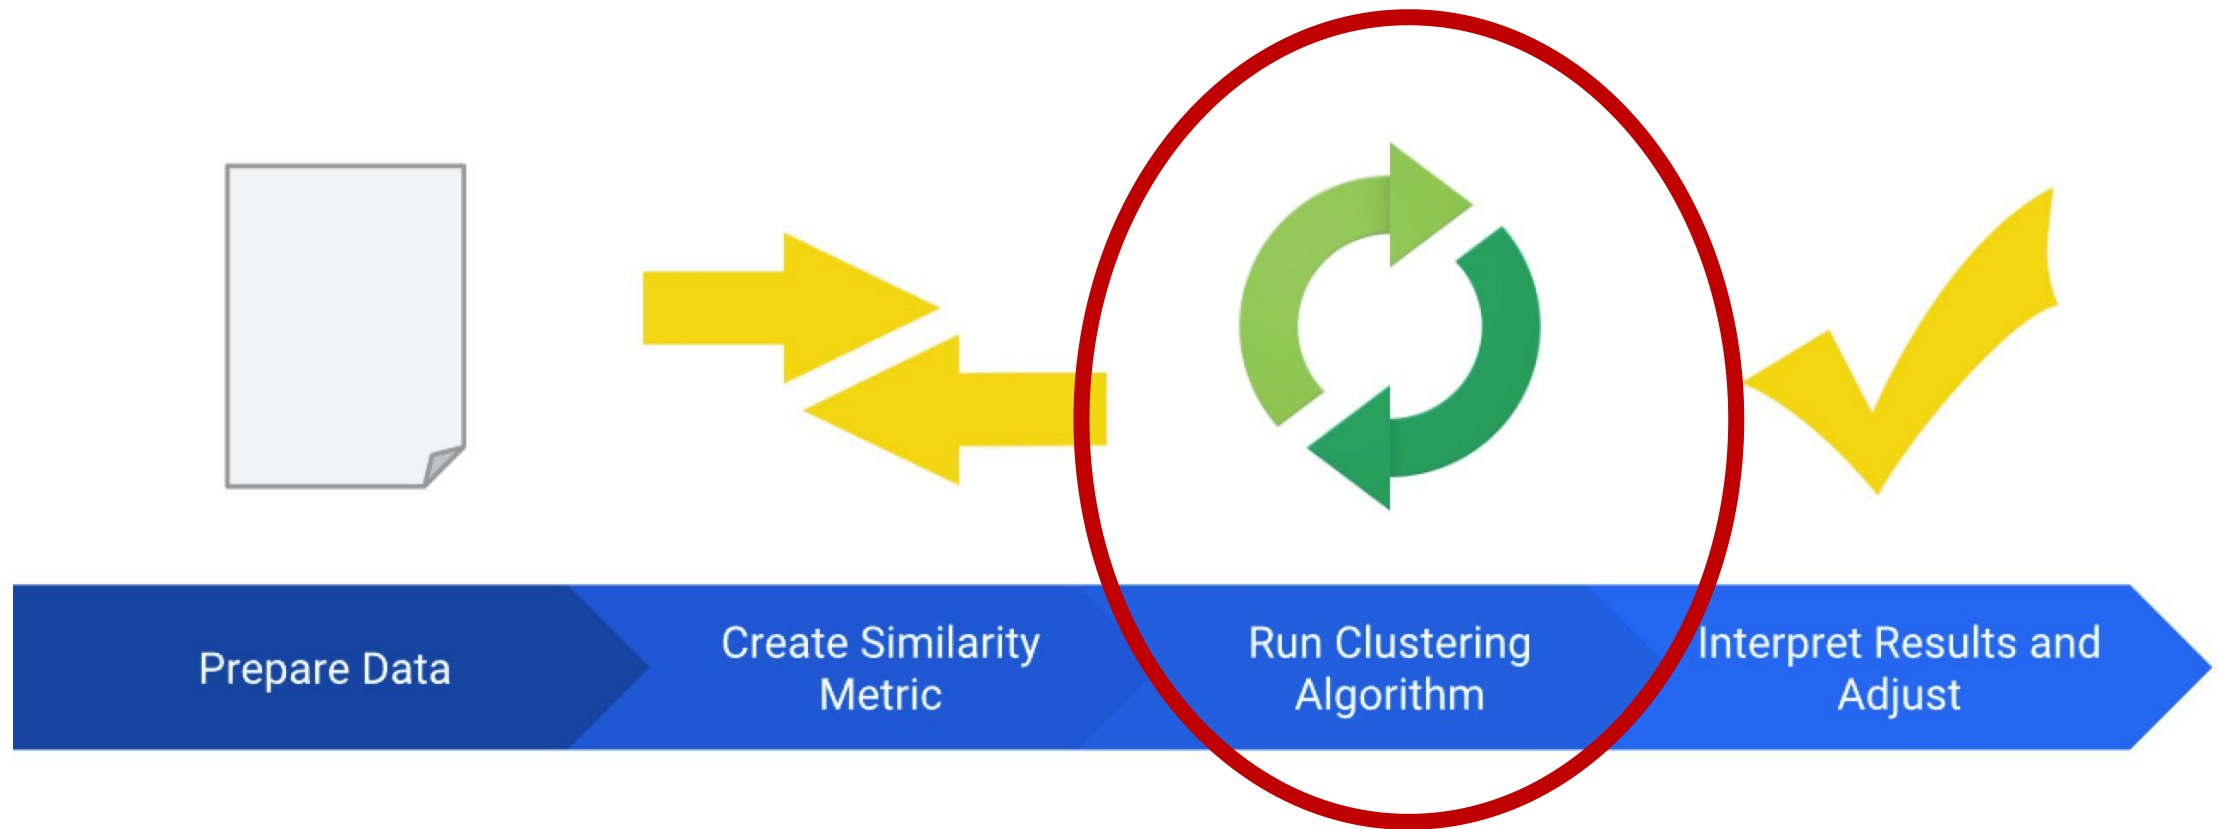 Prepare Data
Create Similarity
Metric
Run Clustering
Algorithm
Interpret Results and
Adjust